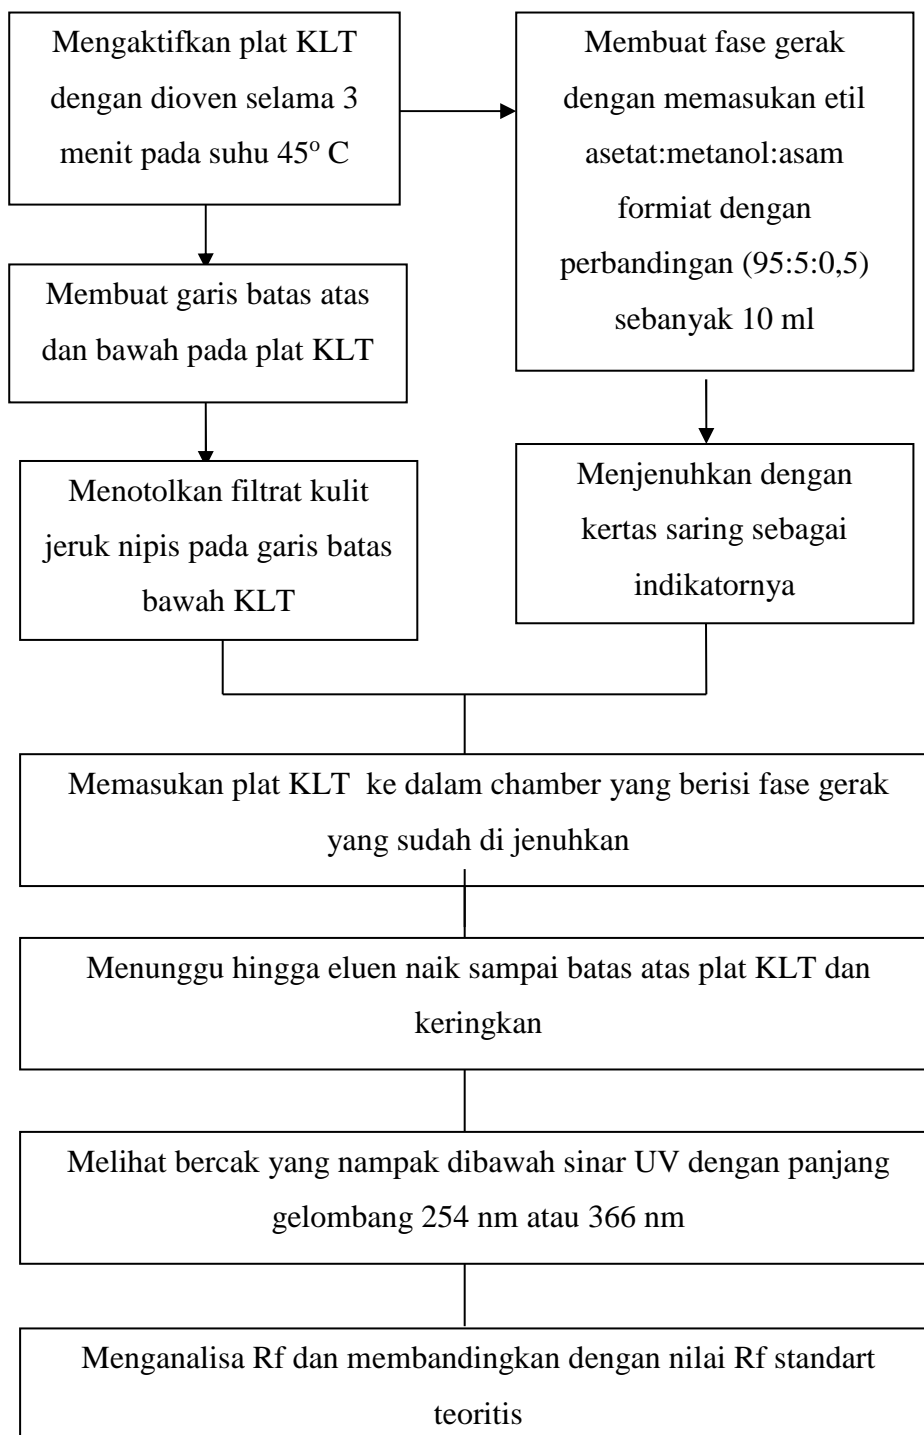 Mengaktifkan plat KLT
dengan dioven selama 3
menit pada suhu 45º C
Membuat fase gerak
dengan memasukan etil
asetat:metanol:asam
formiat dengan
perbandingan (95:5:0,5)
sebanyak 10 ml
Membuat garis batas atas
dan bawah pada plat KLT
Menotolkan filtrat kulit
jeruk nipis pada garis batas
bawah KLT
Menjenuhkan dengan
kertas saring sebagai
indikatornya
Memasukan plat KLT ke dalam chamber yang berisi fase gerak
yang sudah di jenuhkan
Menunggu hingga eluen naik sampai batas atas plat KLT dan
keringkan
Melihat bercak yang nampak dibawah sinar UV dengan panjang
gelombang 254 nm atau 366 nm
Menganalisa Rf dan membandingkan dengan nilai Rf standart
teoritis